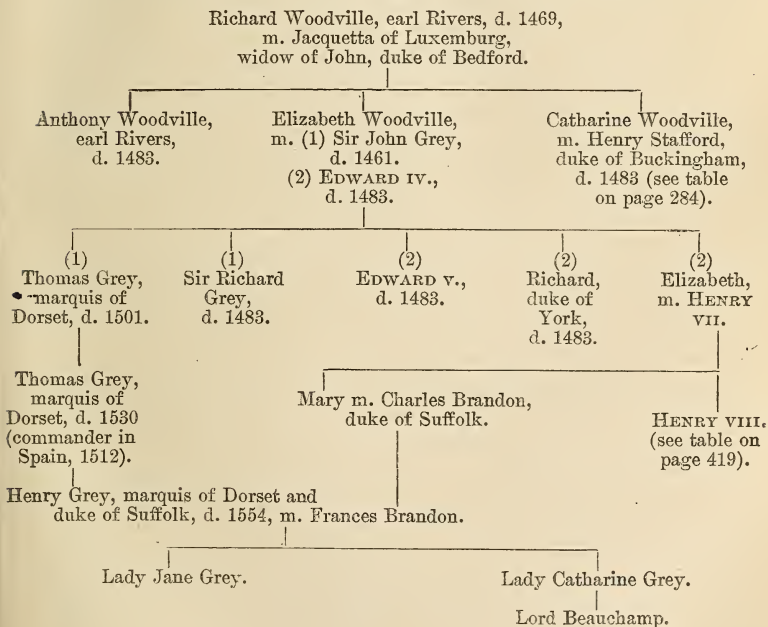 Richard Woodville, earl Rivers, d. 1469,
m. Jacquetta of Luxemburg,
widow of John, duke of Bedford.
Anthony Woodville,
earl Rivers,
d. 1483.
Elizabeth Woodville,
m. (1) Sir John Grey,
d. 1461.
(2) EDWARD IV.,
d. 1483.
Catharine Woodville,
m. Henry Stafford,
duke of Buckingham,
d. 1483 (see table
on page 284).
(1)
Thomas Grey,
marquis of
Dorset, d. 1501.
(1)
Sir Richard
Grey,
d. 1483.
(2)
EDWARD V.,
d. 1483.
(2)
Richard,
duke of
York,
d. 1483.
(2)
Elizabeth,
m. HENRY
VII.
Thomas Grey,
marquis of
Dorset, d. 1530
(commander in
Spain, 1512).
Mary m. Charles Brandon,
duke of Suffolk.
HENRY VIII.
(see table on
page 419).
Henry Grey, marquis of Dorset and
duke of Suffolk, d. 1554, m. Frances Brandon.
Lady Jane Grey.
Lady Catharine Grey.
Lord Beauchamp.